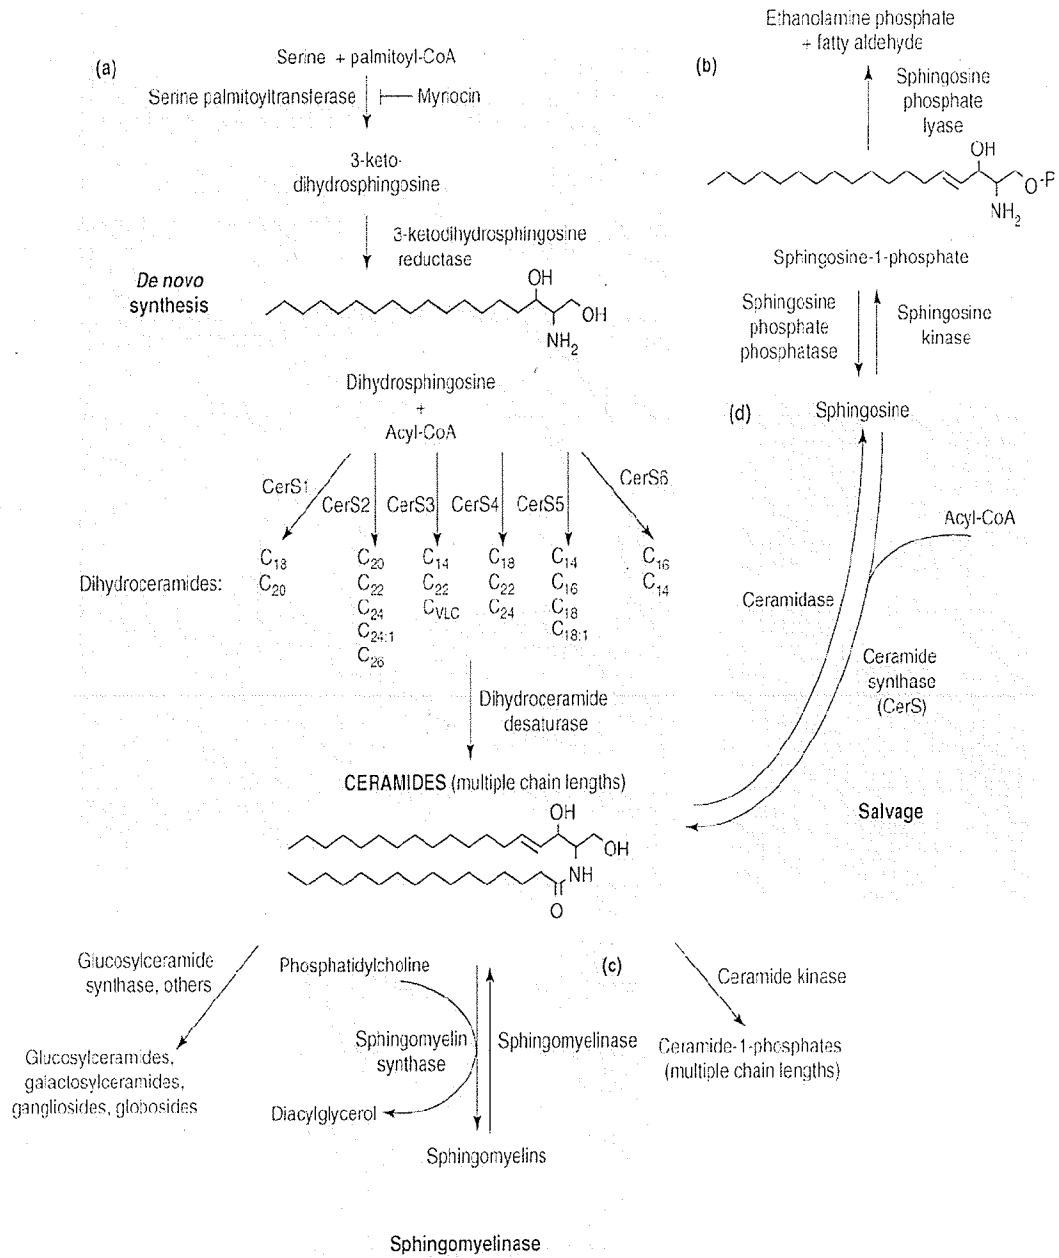 (a)
Serine + palmitoyl-CoA
Serine palmitoyltransferase
Myriocin
3-keto-
dihydrosphingosine
3-ketodihydrosphingosine
reductase
De novo
synthesis
OH
OH
NH2
Dihydrosphingosine
+
Acyl-CoA
CerS1
CerS2
CerS3
CerS4
CerS5
CerS6
Dihydroceramides:
C18
C20
C20
C22
C24
C24:1
C26
C14
C22
CVLC
C18
C22
C24
C14
C16
C18
C18:1
C16
C14
Dihydroceramide
desaturase
CERAMIDES (multiple chain lengths)
OH
OH
NH
O
(b)
Ethanolamine phosphate
+ fatty aldehyde
Sphingosine
phosphate
lyase
OH
O-P
NH2
Sphingosine-1-phosphate
Sphingosine
phosphate
phosphatase
Sphingosine
kinase
(d)
Sphingosine
Acyl-CoA
Ceramidase
Ceramide
synthase
(CerS)
Salvage
Glucosylceramide
synthase, others
Glucosylceramides,
galactosylceramides,
gangliosides, globosides
(c)
Phosphatidylcholine
Sphingomyelin
synthase
Sphingomyelinase
Diacylglycerol
Sphingomyelins
Ceramide kinase
Ceramide-1-phosphates
(multiple chain lengths)
Sphingomyelinase